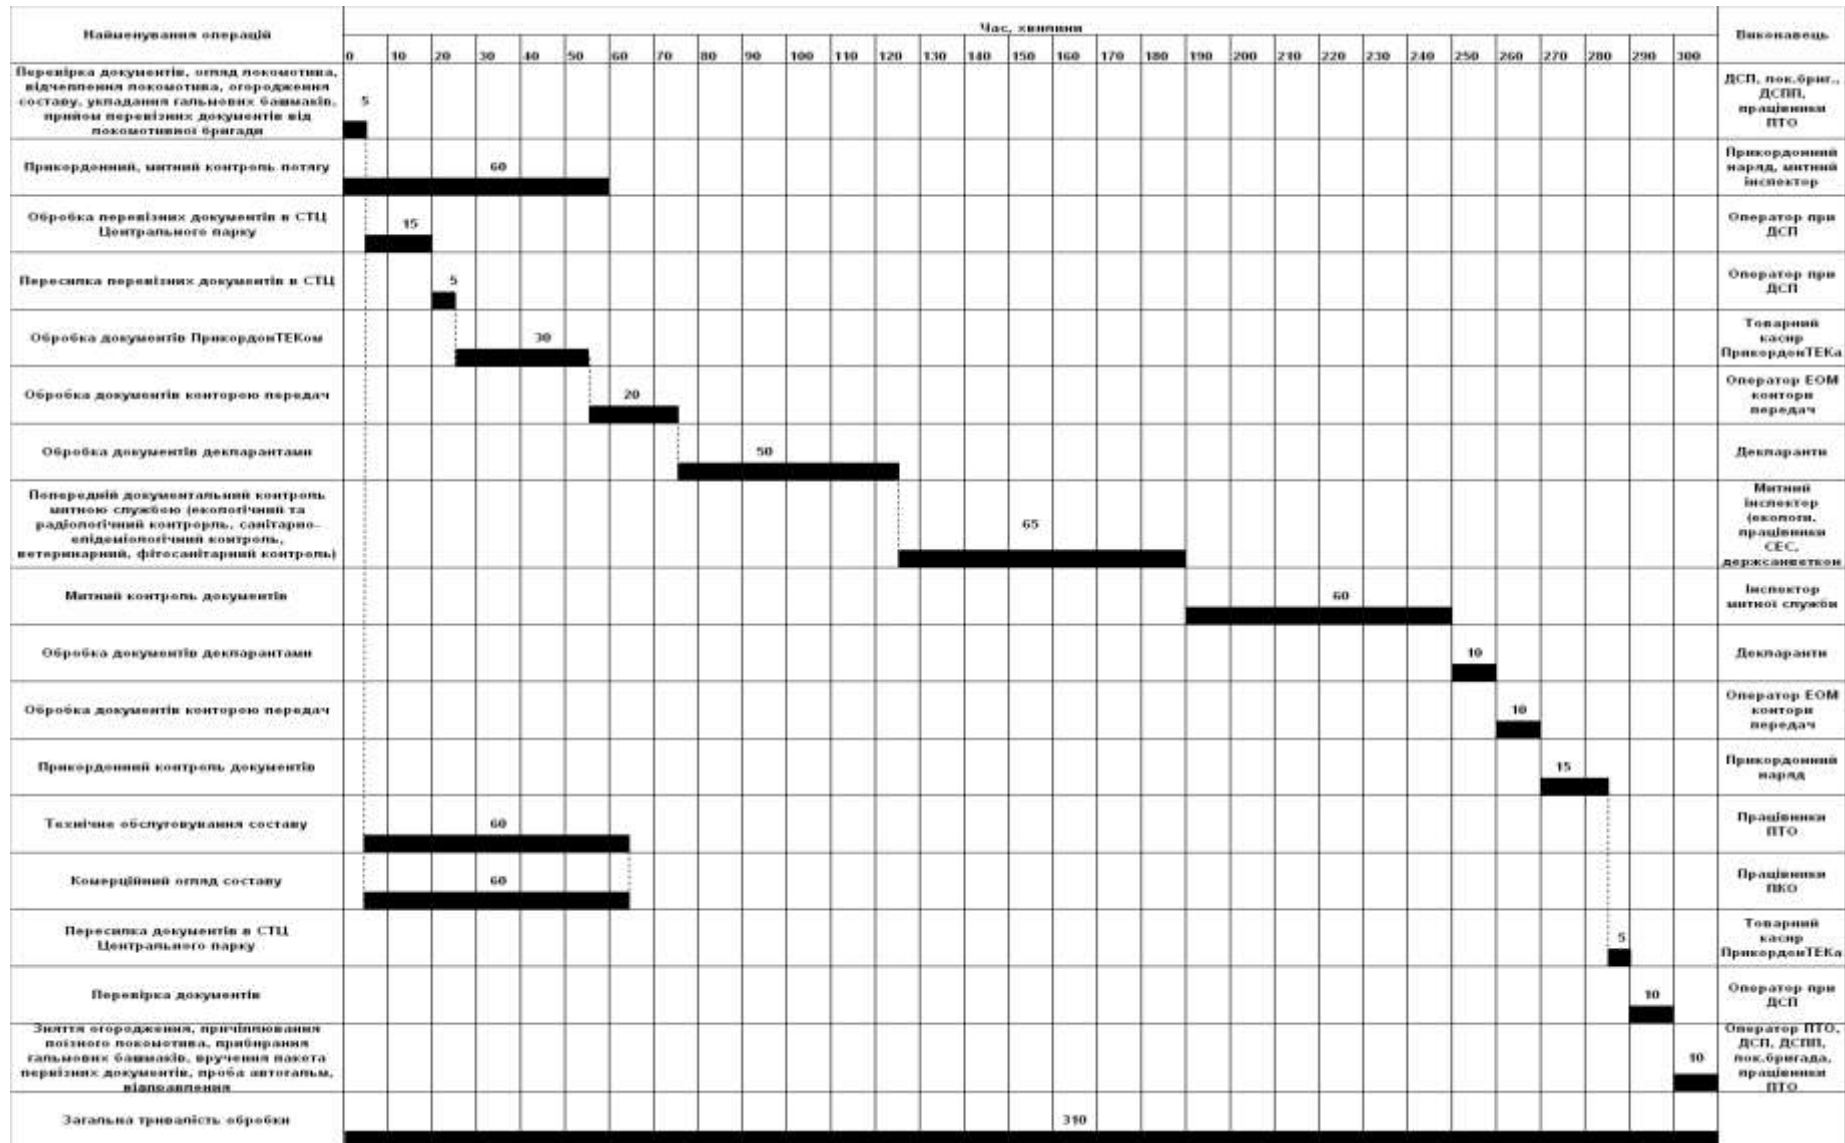 Найменування операцій
Час, хвилини
Виконавець
0 10 20 30 40 50 60 70 80 90 100 110 120 130 140 150 160 170 180 190 200 210 220 230 240 250 260 270 280 290 300
Перевірка документів, огляд локомотива,
відчеплення локомотива, огородження
составу, укладання гальмових башмаків,
прийом перевізних документів від
локомотивної бригади
5
ДСП, лок.бриг.,
ДСПП,
працівники
ПТО
Прикордонний, митний контроль потягу
60
Прикордонний
наряд, митний
інспектор
Обробка перевізних документів в СТЦ
Центрального парку
15
Оператор при
ДСП
Пересилка перевізних документів в СТЦ
5
Оператор при
ДСП
Обробка документів ПрикордонТЕКом
30
Товарний
касир
ПрикордонТЕКа
Обробка документів конторою передач
20
Оператор ЕОМ
контори
передач
Обробка документів декларантами
50
Декларанти
Попередній документальний контроль
митною службою (екологічний та
радіологічний контрорль, санітарно-
епідеміологічний контроль,
ветеринарний, фітосанітарний контроль)
65
Митний
інспектор
(екологи,
працівники
СЕС,
держсанветкон
Митний контроль документів
60
Інспектор
митної служби
Обробка документів декларантами
10
Декларанти
Обробка документів конторою передач
10
Оператор ЕОМ
контори
передач
Прикордонний контроль документів
15
Прикордонний
наряд
Технічне обслуговування составу
60
Працівники
ПТО
Комерційний огляд составу
60
Працівники
ПКО
Пересилка документів в СТЦ
Центрального парку
5
Товарний
касир
ПрикордонТЕКа
Перевірка документів
10
Оператор при
ДСП
Зняття огородження, причіплювання
поїзного локомотива, прибирання
гальмових башмаків, вручення пакета
первізних документів, проба автогальм,
відправлення
10
Оператор ПТО,
ДСП, ДСПП,
лок.бригада,
працівники
ПТО
Загальна тривалість обробки
310